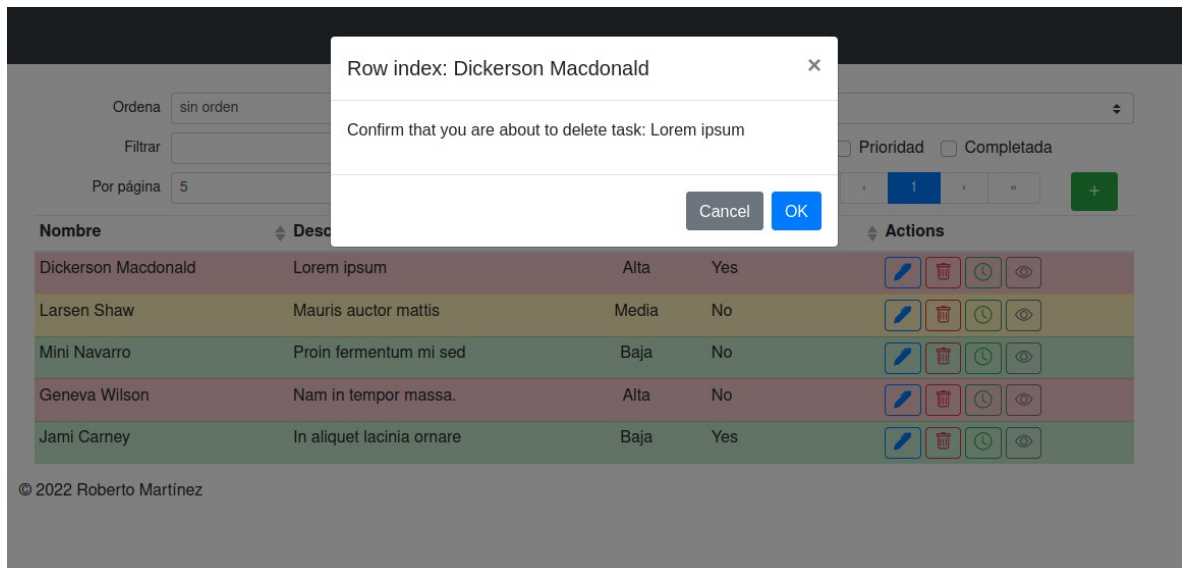 Row index: Dickerson Macdonald ×
Ordena sin orden
Confirm that you are about to delete task: Lorem ipsum
Filtrar Prioridad Completada
Por página 5 ‹ 1 › » +
Cancel OK
Nombre Desc Actions
Dickerson Macdonald Lorem ipsum Alta Yes
Larsen Shaw Mauris auctor mattis Media No
Mini Navarro Proin fermentum mi sed Baja No
Geneva Wilson Nam in tempor massa. Alta No
Jami Carney In aliquet lacinia ornare Baja Yes
© 2022 Roberto Martínez